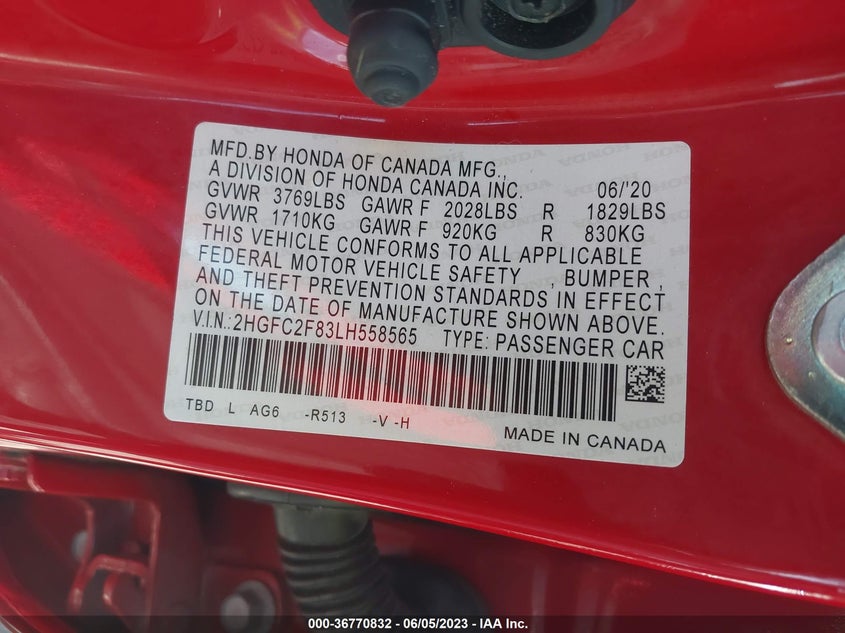 MFD.BY HONDA OF CANADA MFG.,
A DIVISION OF HONDA CANADA INC. 06/'20
GVWR 3769LBS GAWR F 2028LBS R 1829LBS
GVWR 1710KG GAWR F 920KG R 830KG
THIS VEHICLE CONFORMS TO ALL APPLICABLE
FEDERAL MOTOR VEHICLE SAFETY , BUMPER ,
AND THEFT PREVENTION STANDARDS IN EFFECT
ON THE DATE OF MANUFACTURE SHOWN ABOVE.
V.I.N.:2HGFC2F83LH558565 TYPE: PASSENGER CAR
TBD L AG6 -R513 -V -H
MADE IN CANADA
000-36770832 - 06/05/2023 - IAA Inc.